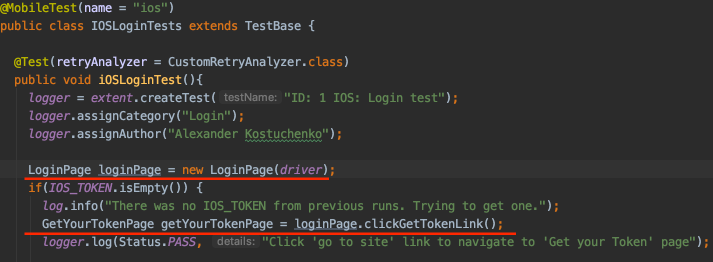 @MobileTest(name = "ios")
public class IOSLoginTests extends TestBase {
@Test(retryAnalyzer = CustomRetryAnalyzer.class)
public void iOSLoginTest(){
logger = extent.createTest( testName: "ID: 1 IOS: Login test");
logger.assignCategory("Login");
logger.assignAuthor("Alexander Kostuchenko");
LoginPage loginPage = new LoginPage(driver);
if(IOS_TOKEN.isEmpty()) {
log.info("There was no IOS_TOKEN from previous runs. Trying to get one.");
GetYourTokenPage getYourTokenPage = loginPage.clickGetTokenLink();
logger.log(Status.PASS, details: "Click 'go to site' link to navigate to 'Get your Token' page");